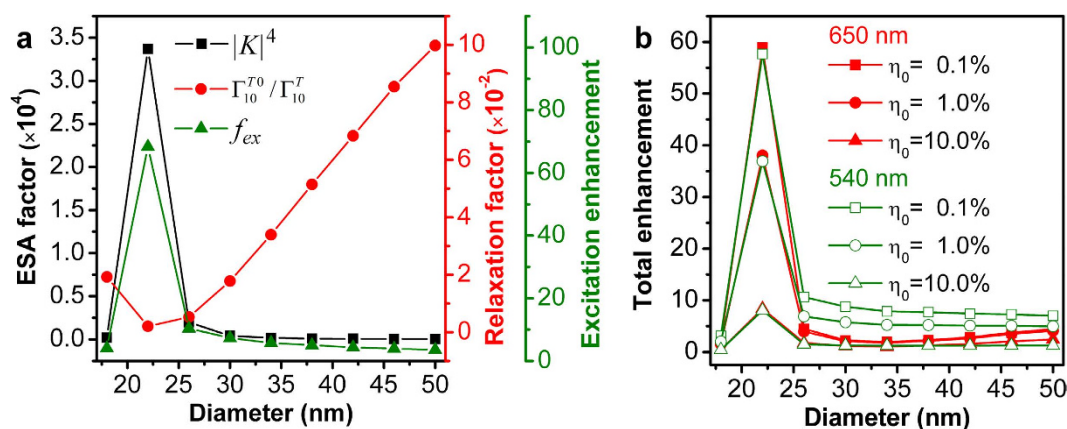 a
ESA factor (×10⁴)
3.5
3.0
2.5
2.0
1.5
1.0
0.5
0.0
|K|⁴
Γ₁₀ᵀ⁰ / Γ₁₀ᵀ
f_ex
20 25 30 35 40 45 50
Diameter (nm)
10
8
6
4
2
0
Relaxation factor (×10⁻²)
100
80
60
40
20
0
Excitation enhancement
b
Total enhancement
60
50
40
30
20
10
0
650 nm
η₀= 0.1%
η₀= 1.0%
η₀=10.0%
540 nm
η₀= 0.1%
η₀= 1.0%
η₀=10.0%
20 25 30 35 40 45 50
Diameter (nm)